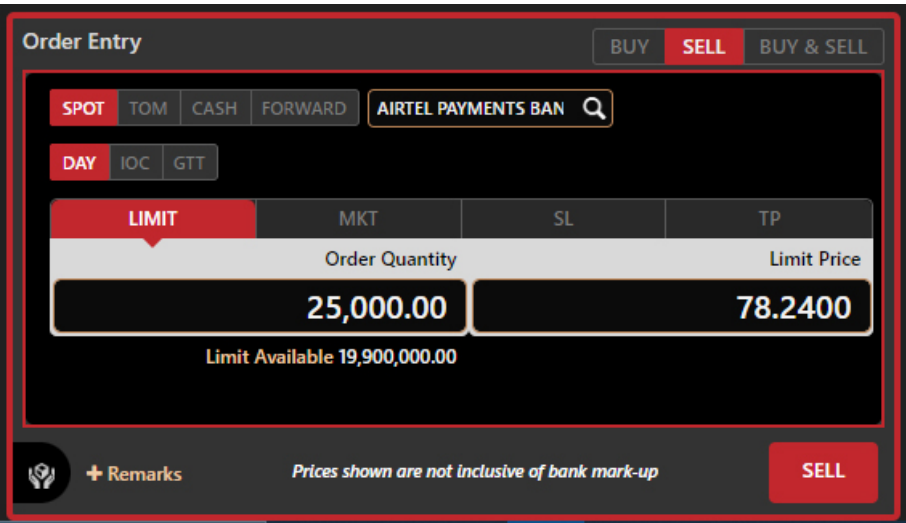 Order Entry BUY SELL BUY & SELL
SPOT TOM CASH FORWARD AIRTEL PAYMENTS BAN
DAY IOC GTT
LIMIT MKT SL TP
Order Quantity Limit Price
25,000.00 78.2400
Limit Available 19,900,000.00
+ Remarks Prices shown are not inclusive of bank mark-up SELL